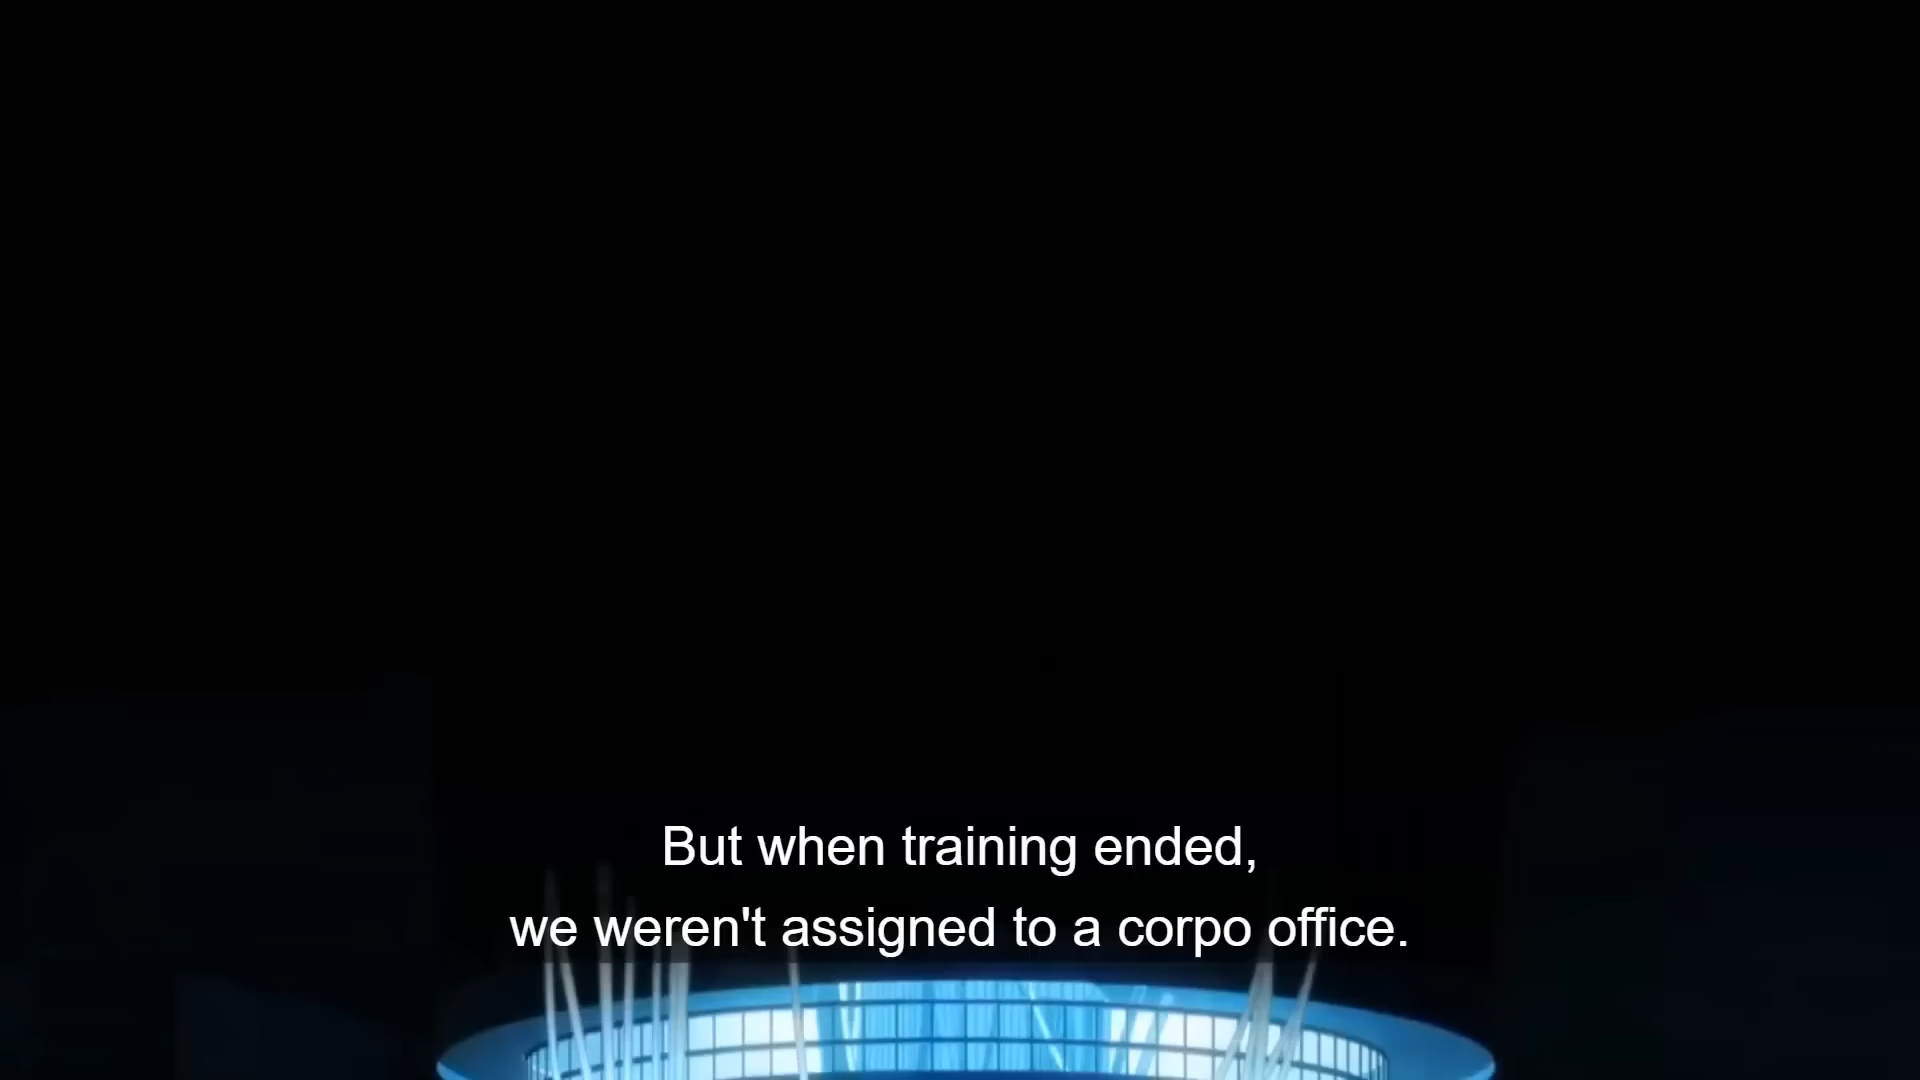 But when training ended,
we weren't assigned to a corpo office.